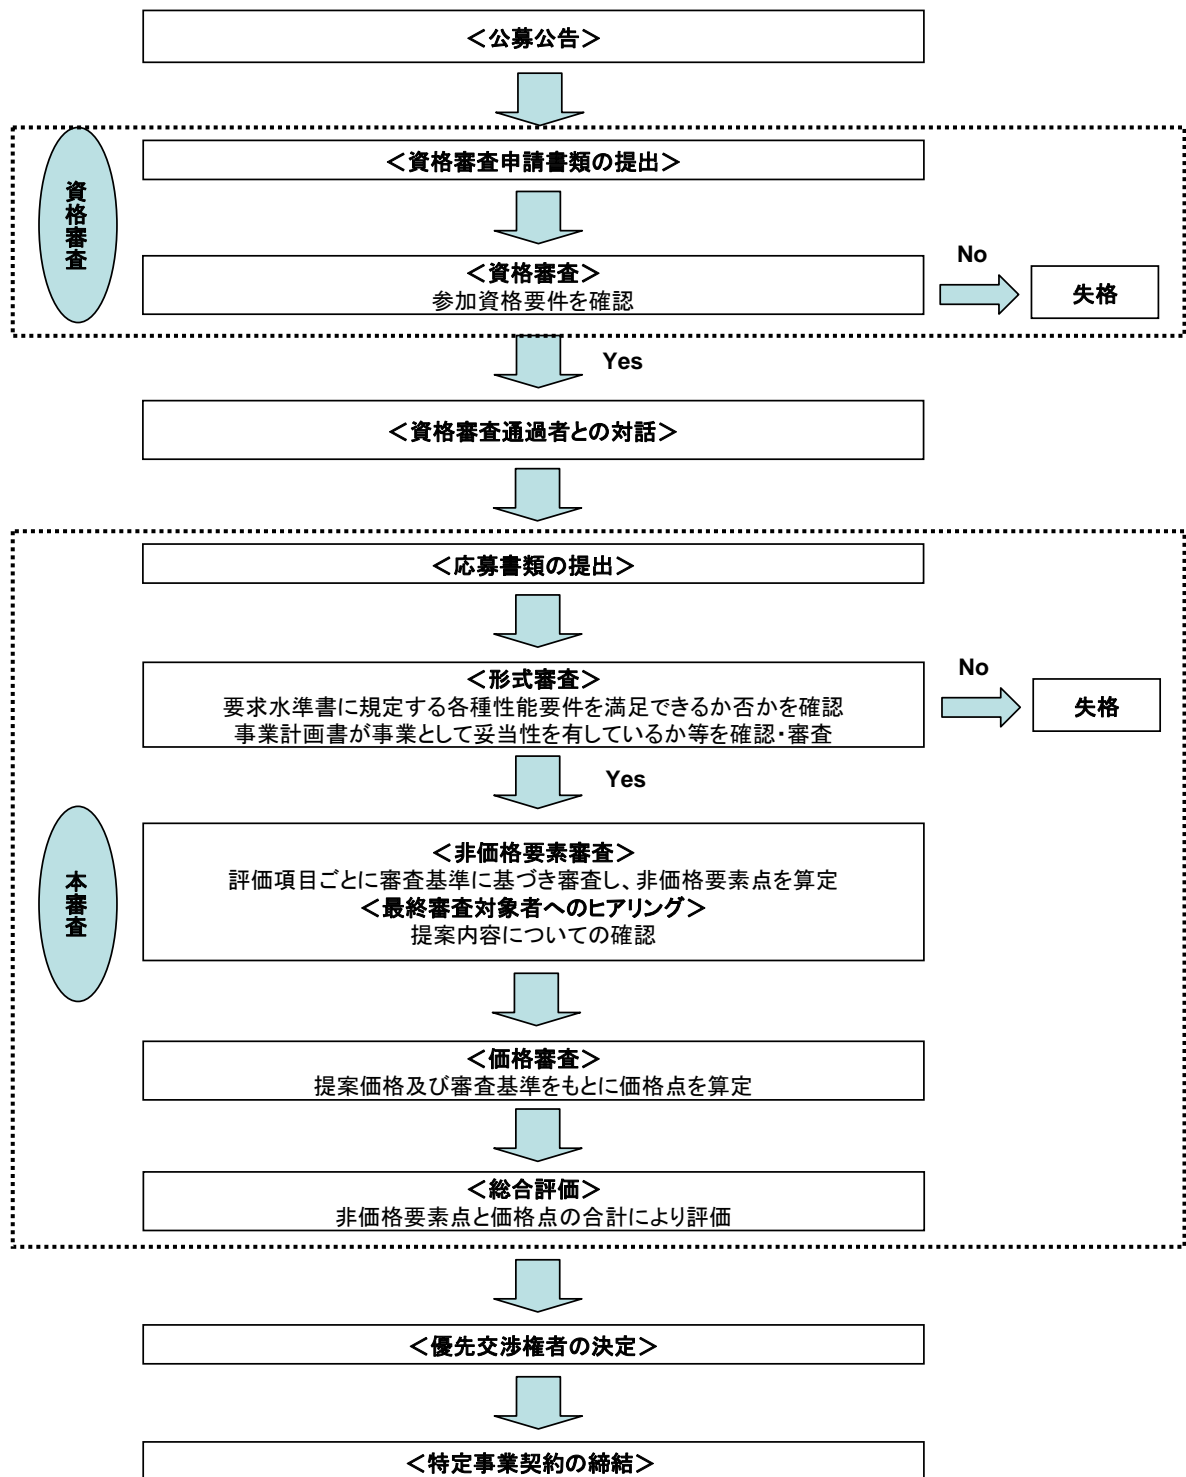 ＜公募公告＞
資格審査
＜資格審査申請書類の提出＞
＜資格審査＞
参加資格要件を確認
No
失格
Yes
＜資格審査通過者との対話＞
＜応募書類の提出＞
＜形式審査＞
要求水準書に規定する各種性能要件を満足できるか否かを確認
事業計画書が事業として妥当性を有しているか等を確認・審査
No
失格
Yes
本審査
＜非価格要素審査＞
評価項目ごとに審査基準に基づき審査し、非価格要素点を算定
＜最終審査対象者へのヒアリング＞
提案内容についての確認
＜価格審査＞
提案価格及び審査基準をもとに価格点を算定
＜総合評価＞
非価格要素点と価格点の合計により評価
＜優先交渉権者の決定＞
＜特定事業契約の締結＞